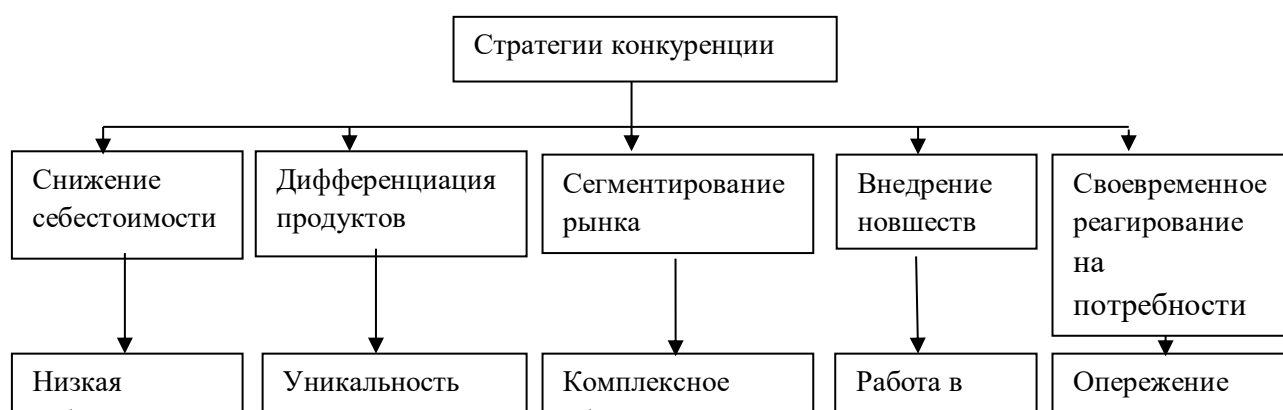 Стратегии конкуренции
Снижение
себестоимости
Дифференциация
продуктов
Сегментирование
рынка
Внедрение
новшеств
Своевременное
реагирование
на
потребности
Низкая
Уникальность
Комплексное
Работа в
Опережение